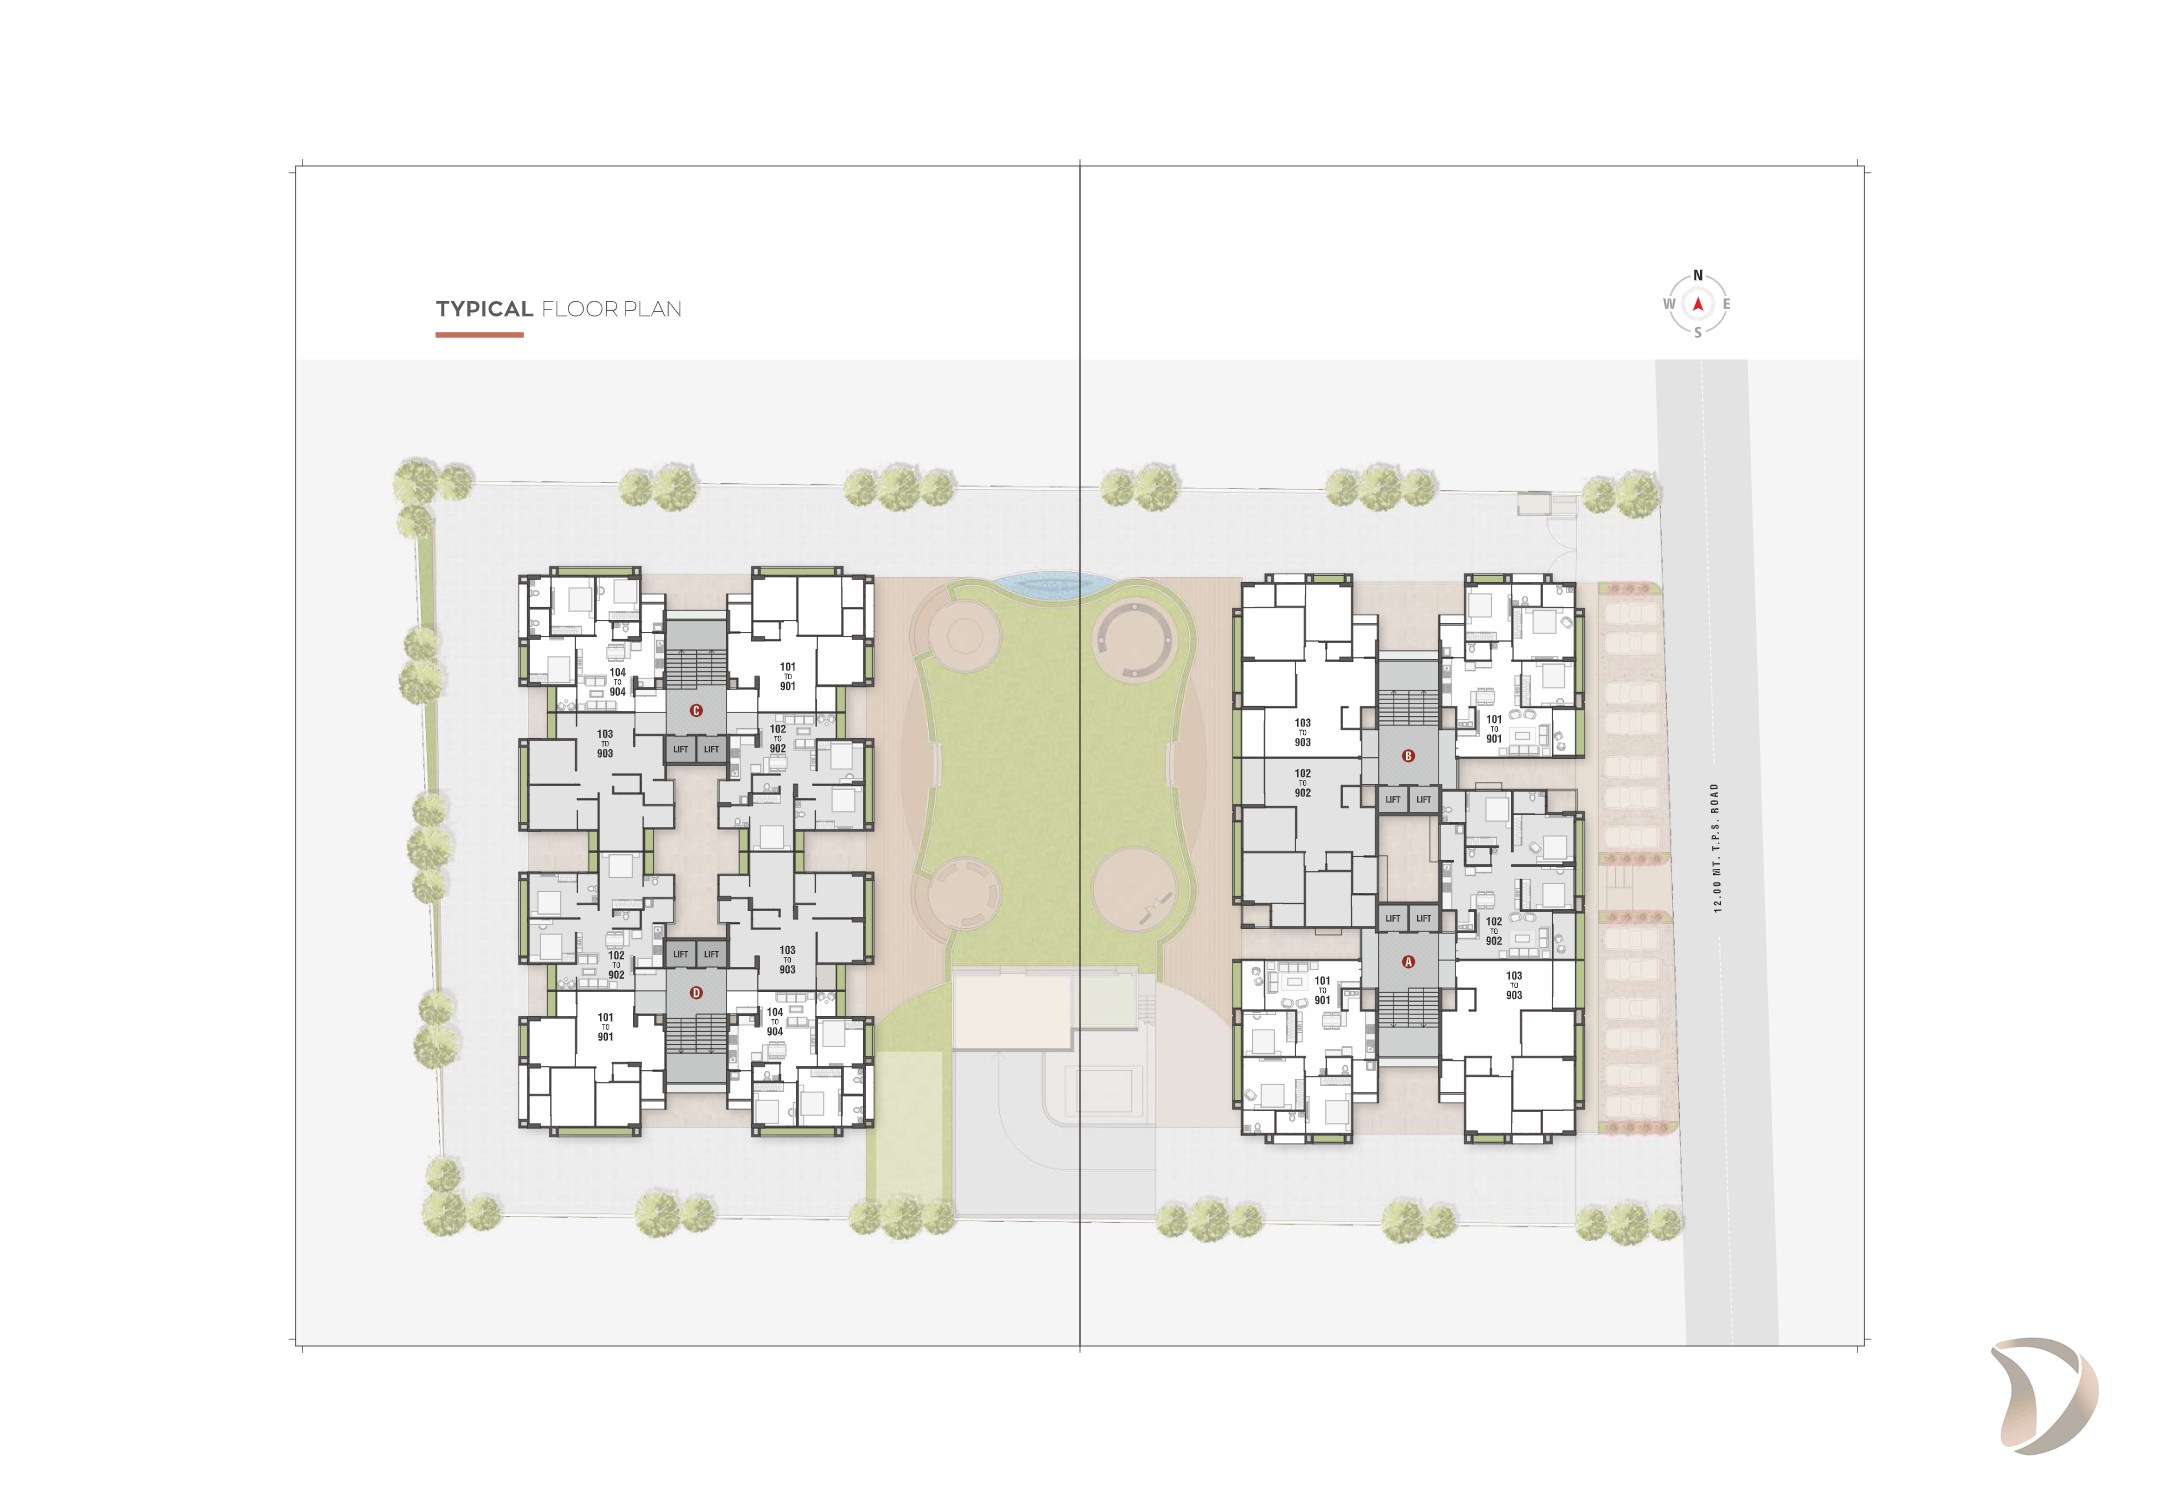 TYPICAL FLOOR PLAN
N
W E
S
104
TO
904
101
TO
901
C
103
TO
903
102
TO
902
LIFT LIFT
102
TO
902
103
TO
903
LIFT LIFT
D
101
TO
901
104
TO
904
103
TO
903
101
TO
901
B
102
TO
902
LIFT LIFT
LIFT LIFT
102
TO
902
A
101
TO
901
103
TO
903
12.00 MT. T.P.S. ROAD